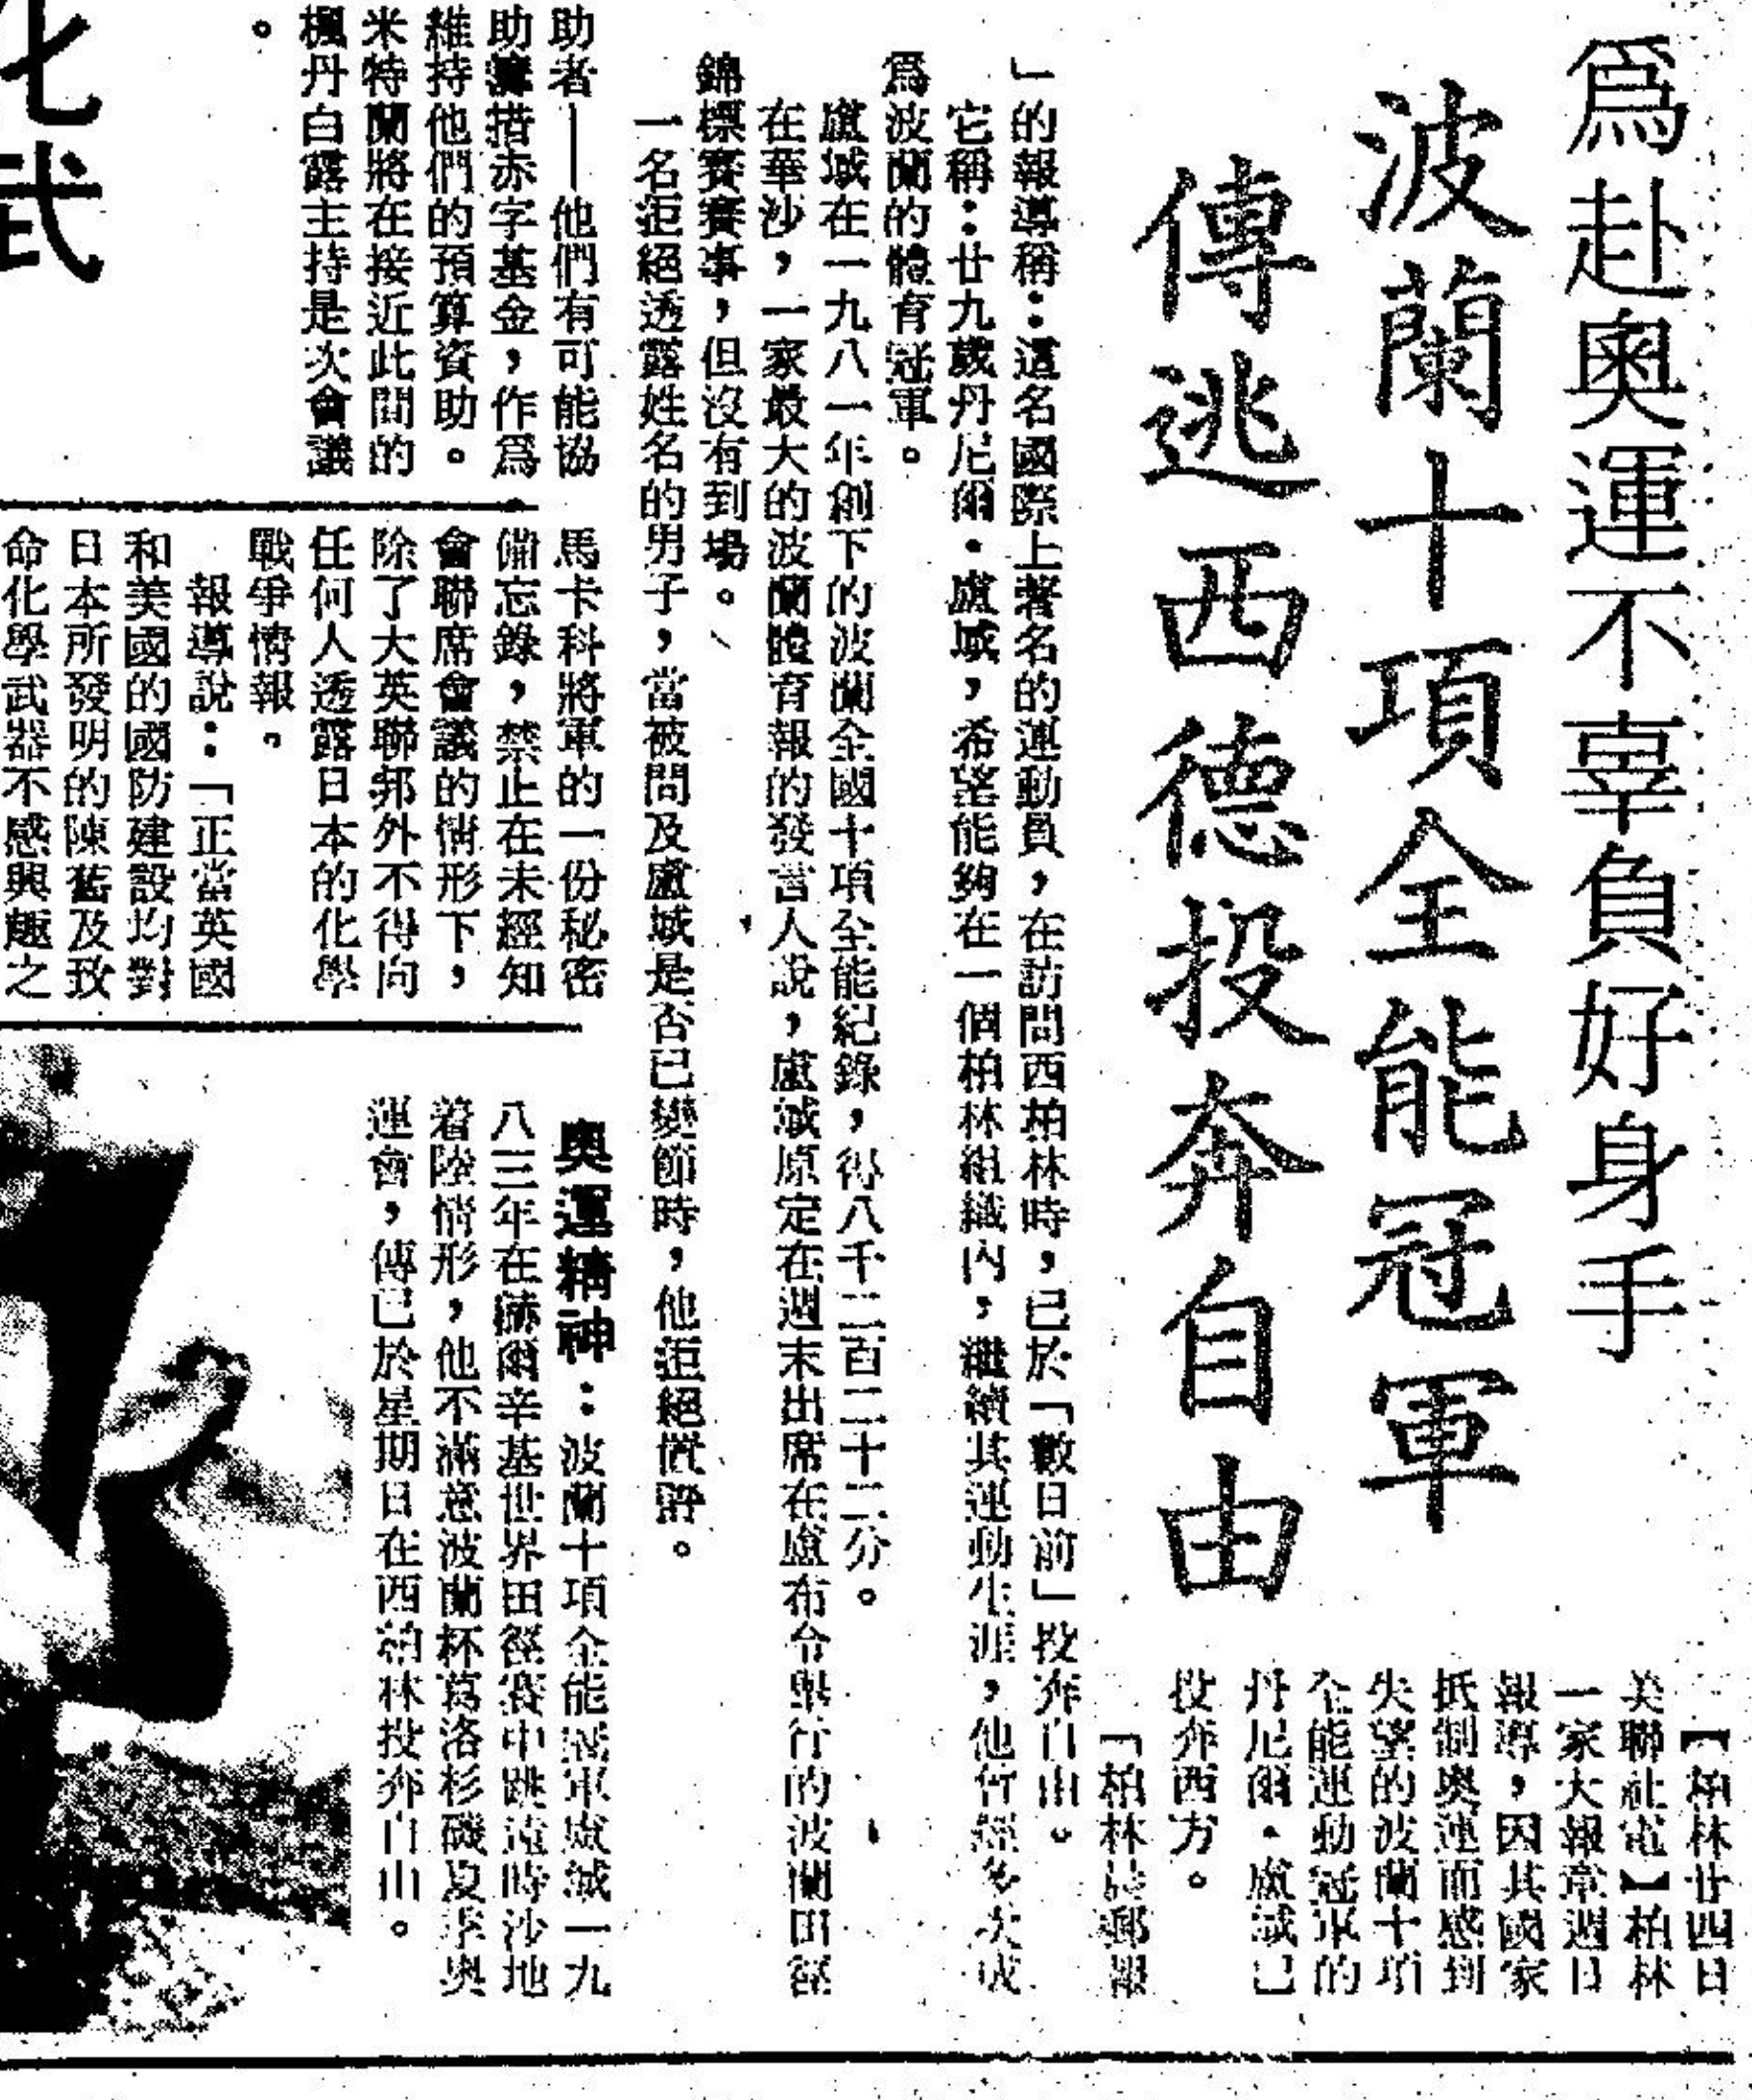 為赴奧運不辜負好身手
波蘭十項全能冠軍
傳逃西德投奔自由
【柏林廿四日
美聯社電】柏林
一家大報章週日
報導，因其國家
抵制奧運而感到
失望的波蘭十項
全能運動冠軍的
丹尼爾・盧域已
投奔西方。
「柏林晨郵報
」的報導稱：這名國際上著名的運動員，在訪問西柏林時，已於「數日前」投奔自由。
它稱：廿九歲丹尼爾・盧域，希望能夠在一個柏林組織內，繼續其運動生涯，他曾經多次成
為波蘭的體育冠軍。
盧域在一九八一年創下的波蘭全國十項全能紀錄，得八千二百二十二分。
在華沙，一家最大的波蘭體育報的發言人說，盧域原定在週末出席在盧布令舉行的波蘭田徑
錦標賽賽事，但沒有到場。
一名拒絕透露姓名的男子，當被問及盧域是否已變節時，他拒絕置評。
助者——他們有可能協
助籌措赤字基金，作為
維持他們的預算資助。
米特蘭將在接近此間的
楓丹白露主持是次會議
。
馬卡科將軍的一份秘密
備忘錄，禁止在未經知
會聯席會議的情形下，
除了大英聯邦外不得向
任何人透露日本的化學
戰爭情報。
報導說：「正當英國
和美國的國防建設均對
日本所發明的陳舊及致
命化學武器不感興趣之
化武
奧運精神：波蘭十項全能冠軍盧域一九
八三年在赫爾辛基世界田徑賽中跳遠時沙地
着陸情形，他不滿意波蘭杯葛洛杉磯夏季奧
運會，傳已於星期日在西柏林投奔自由。